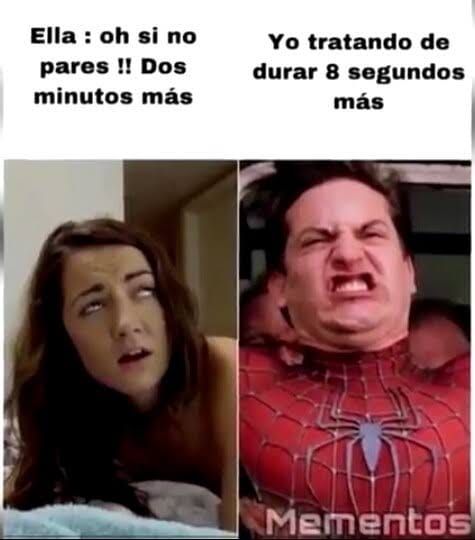 Ella : oh si no
pares !! Dos
minutos más
Yo tratando de
durar 8 segundos
más
Mementos